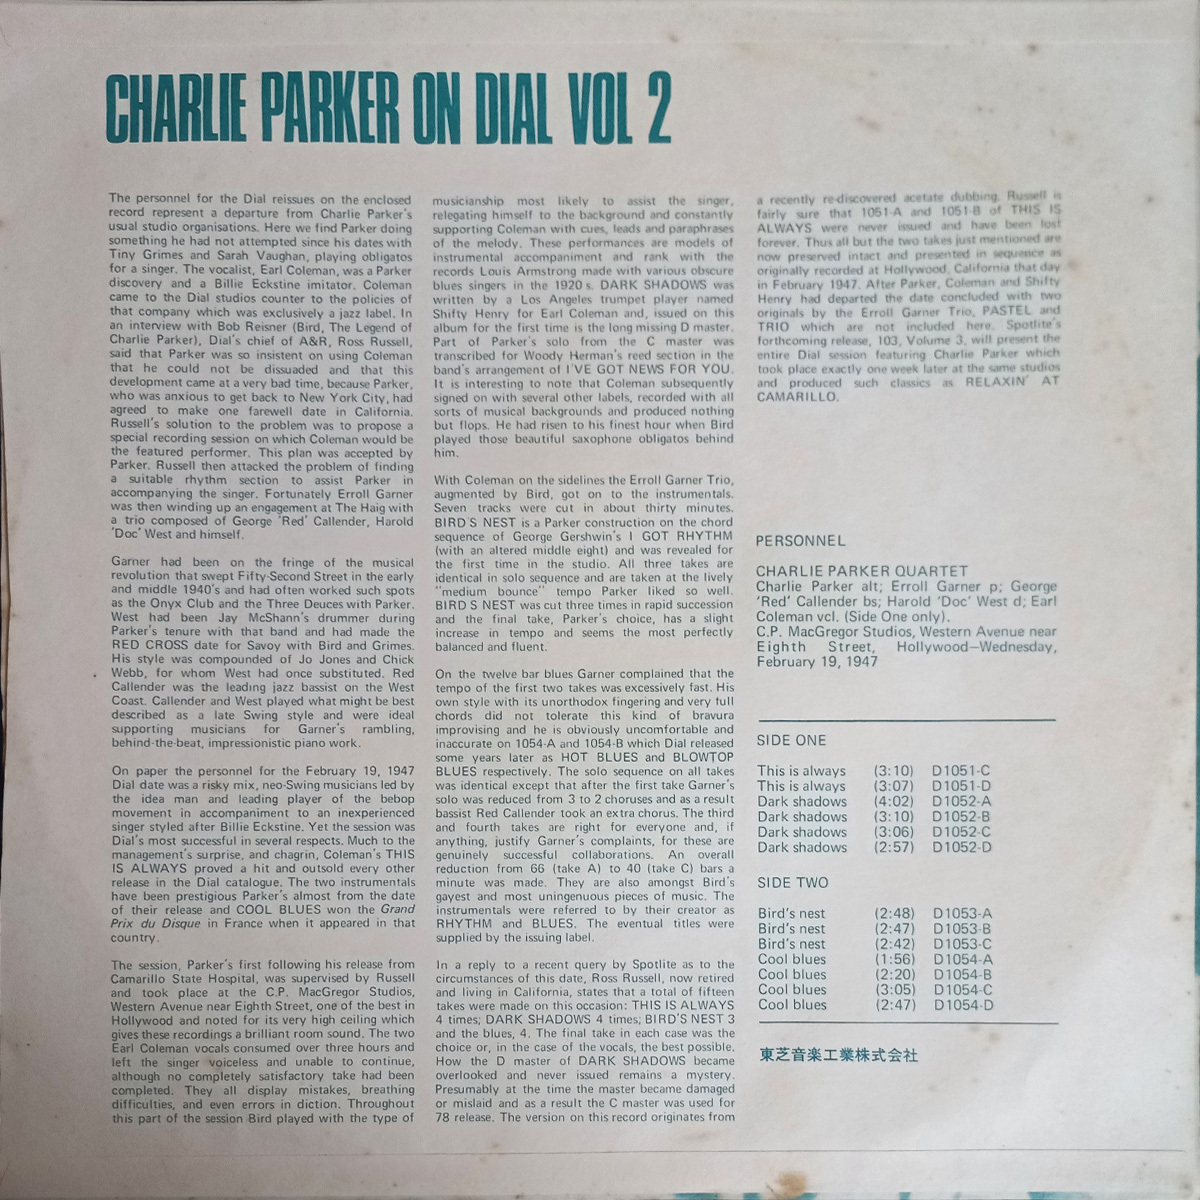 CHARLIE PARKER ON DIAL VOL 2
The personnel for the Dial reissues on the enclosed
record represent a departure from Charlie Parker's
usual studio organisations. Here we find Parker doing
something he had not attempted since his dates with
Tiny Grimes and Sarah Vaughan, playing obligatos
for a singer. The vocalist, Earl Coleman, was a Parker
discovery and a Billie Eckstine imitator. Coleman
came to the Dial studios counter to the policies of
that company which was exclusively a jazz label. In
an interview with Bob Reisner (Bird, The Legend of
Charlie Parker), Dial's chief of A&R, Ross Russell,
said that Parker was so insistent on using Coleman
that he could not be dissuaded and that this
development came at a very bad time, because Parker,
who was anxious to get back to New York City, had
agreed to make one farewell date in California.
Russell's solution to the problem was to propose a
special recording session on which Coleman would be
the featured performer. This plan was accepted by
Parker. Russell then attacked the problem of finding
a suitable rhythm section to assist Parker in
accompanying the singer. Fortunately Erroll Garner
was then winding up an engagement at The Haig with
a trio composed of George 'Red' Callender, Harold
'Doc' West and himself.
Garner had been on the fringe of the musical
revolution that swept Fifty-Second Street in the early
and middle 1940's and had often worked such spots
as the Onyx Club and the Three Deuces with Parker.
West had been Jay McShann's drummer during
Parker's tenure with that band and had made the
RED CROSS date for Savoy with Bird and Grimes.
His style was compounded of Jo Jones and Chick
Webb, for whom West had once substituted. Red
Callender was the leading jazz bassist on the West
Coast. Callender and West played what might be best
described as a late Swing style and were ideal
supporting musicians for Garner's rambling,
behind-the-beat, impressionistic piano work.
On paper the personnel for the February 19, 1947
Dial date was a risky mix, neo-Swing musicians led by
the idea man and leading player of the bebop
movement in accompaniment to an inexperienced
singer styled after Billie Eckstine. Yet the session was
Dial's most successful in several respects. Much to the
management's surprise, and chagrin, Coleman's THIS
IS ALWAYS proved a hit and outsold every other
release in the Dial catalogue. The two instrumentals
have been prestigious Parker's almost from the date
of their release and COOL BLUES won the Grand
Prix du Disque in France when it appeared in that
country.
The session, Parker's first following his release from
Camarillo State Hospital, was supervised by Russell
and took place at the C.P. MacGregor Studios,
Western Avenue near Eighth Street, one of the best in
Hollywood and noted for its very high ceiling which
gives these recordings a brilliant room sound. The two
Earl Coleman vocals consumed over three hours and
left the singer voiceless and unable to continue,
although no completely satisfactory take had been
completed. They all display mistakes, breathing
difficulties, and even errors in diction. Throughout
this part of the session Bird played with the type of
musicianship most likely to assist the singer,
relegating himself to the background and constantly
supporting Coleman with cues, leads and paraphrases
of the melody. These performances are models of
instrumental accompaniment and rank with the
records Louis Armstrong made with various obscure
blues singers in the 1920 s. DARK SHADOWS was
written by a Los Angeles trumpet player named
Shifty Henry for Earl Coleman and, issued on this
album for the first time is the long missing D master.
Part of Parker's solo from the C master was
transcribed for Woody Herman's reed section in the
band's arrangement of I'VE GOT NEWS FOR YOU.
It is interesting to note that Coleman subsequently
signed on with several other labels, recorded with all
sorts of musical backgrounds and produced nothing
but flops. He had risen to his finest hour when Bird
played those beautiful saxophone obligatos behind
him.
With Coleman on the sidelines the Erroll Garner Trio,
augmented by Bird, got on to the instrumentals.
Seven tracks were cut in about thirty minutes.
BIRD'S NEST is a Parker construction on the chord
sequence of George Gershwin's I GOT RHYTHM
(with an altered middle eight) and was revealed for
the first time in the studio. All three takes are
identical in solo sequence and are taken at the lively
"medium bounce" tempo Parker liked so well.
BIRD'S NEST was cut three times in rapid succession
and the final take, Parker's choice, has a slight
increase in tempo and seems the most perfectly
balanced and fluent.
On the twelve bar blues Garner complained that the
tempo of the first two takes was excessively fast. His
own style with its unorthodox fingering and very full
chords did not tolerate this kind of bravura
improvising and he is obviously uncomfortable and
inaccurate on 1054-A and 1054-B which Dial released
some years later as HOT BLUES and BLOWTOP
BLUES respectively. The solo sequence on all takes
was identical except that after the first take Garner's
solo was reduced from 3 to 2 choruses and as a result
bassist Red Callender took an extra chorus. The third
and fourth takes are right for everyone and, if
anything, justify Garner's complaints, for these are
genuinely successful collaborations. An overall
reduction from 66 (take A) to 40 (take C) bars a
minute was made. They are also amongst Bird's
gayest and most uningenuous pieces of music. The
instrumentals were referred to by their creator as
RHYTHM and BLUES. The eventual titles were
supplied by the issuing label.
In a reply to a recent query by Spotlite as to the
circumstances of this date, Ross Russell, now retired
and living in California, states that a total of fifteen
takes were made on this occasion: THIS IS ALWAYS
4 times; DARK SHADOWS 4 times; BIRD'S NEST 3
and the blues, 4. The final take in each case was the
choice or, in the case of the vocals, the best possible.
How the D master of DARK SHADOWS became
overlooked and never issued remains a mystery.
Presumably at the time the master became damaged
or mislaid and as a result the C master was used for
78 release. The version on this record originates from
a recently re-discovered acetate dubbing. Russell is
fairly sure that 1051-A and 1051-B of THIS IS
ALWAYS were never issued and have been lost
forever. Thus all but the two takes just mentioned are
now preserved intact and presented in sequence as
originally recorded at Hollywood, California that day
in February 1947. After Parker, Coleman and Shifty
Henry had departed the date concluded with two
originals by the Erroll Garner Trio, PASTEL and
TRIO which are not included here. Spotlite's
forthcoming release, 103, Volume 3, will present the
entire Dial session featuring Charlie Parker which
took place exactly one week later at the same studios
and produced such classics as RELAXIN' AT
CAMARILLO.
PERSONNEL
CHARLIE PARKER QUARTET
Charlie Parker alt; Erroll Garner p; George
'Red' Callender bs; Harold 'Doc' West d; Earl
Coleman vcl. (Side One only).
C.P. MacGregor Studios, Western Avenue near
Eighth Street, Hollywood—Wednesday,
February 19, 1947
SIDE ONE
This is always (3:10) D1051-C
This is always (3:07) D1051-D
Dark shadows (4:02) D1052-A
Dark shadows (3:10) D1052-B
Dark shadows (3:06) D1052-C
Dark shadows (2:57) D1052-D
SIDE TWO
Bird's nest (2:48) D1053-A
Bird's nest (2:47) D1053-B
Bird's nest (2:42) D1053-C
Cool blues (1:56) D1054-A
Cool blues (2:20) D1054-B
Cool blues (3:05) D1054-C
Cool blues (2:47) D1054-D
東芝音楽工業株式会社